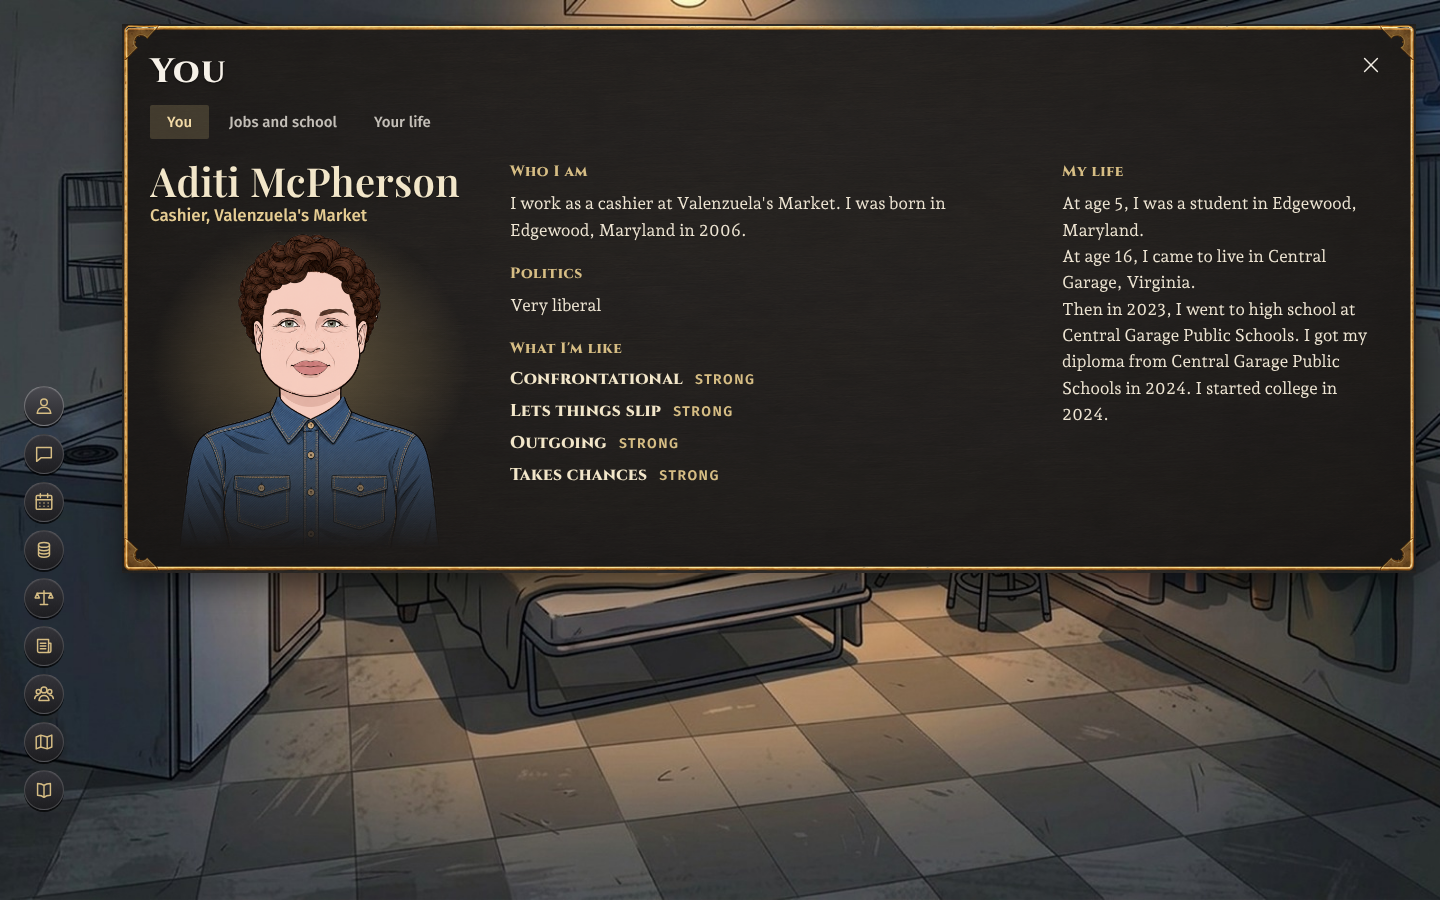 You
You
Jobs and school
Your life
Aditi McPherson
Cashier, Valenzuela's Market
Who I am
I work as a cashier at Valenzuela's Market. I was born in
Edgewood, Maryland in 2006.
Politics
Very liberal
What I'm like
Confrontational STRONG
Lets things slip STRONG
Outgoing STRONG
Takes chances STRONG
My life
At age 5, I was a student in Edgewood,
Maryland.
At age 16, I came to live in Central
Garage, Virginia.
Then in 2023, I went to high school at
Central Garage Public Schools. I got my
diploma from Central Garage Public
Schools in 2024. I started college in
2024.